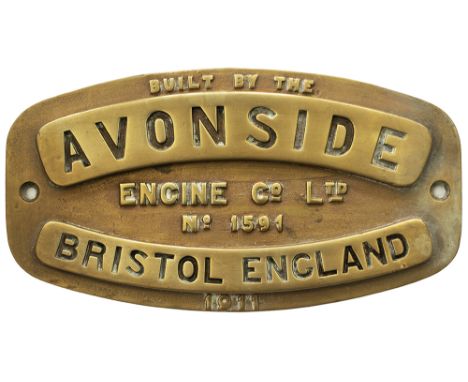 BUILT BY THE
AVONSIDE
ENGINE Cº LTD
Nº 1591
BRISTOL ENGLAND